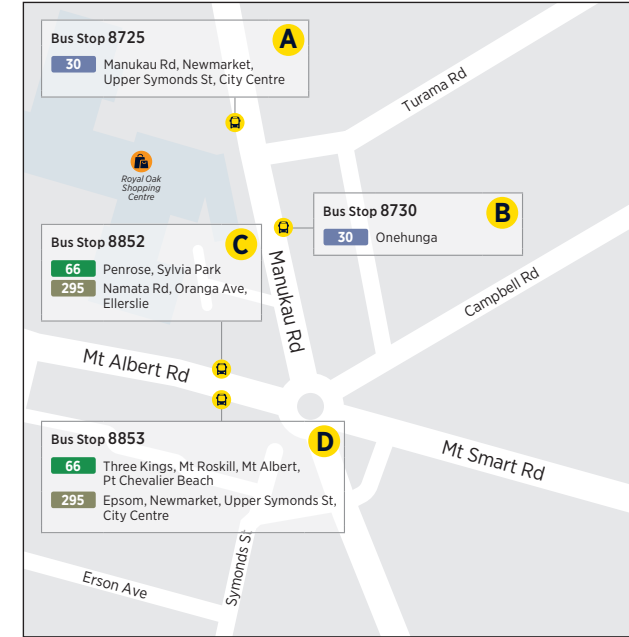 Bus Stop 8725
A
30 Manukau Rd, Newmarket,
Upper Symonds St, City Centre
Turama Rd
Royal Oak
Shopping
Centre
Bus Stop 8730
B
30 Onehunga
Bus Stop 8852
C
66 Penrose, Sylvia Park
295 Namata Rd, Oranga Ave,
Ellerslie
Manukau Rd
Campbell Rd
Mt Albert Rd
Bus Stop 8853
D
66 Three Kings, Mt Roskill, Mt Albert,
Pt Chevalier Beach
295 Epsom, Newmarket, Upper Symonds St,
City Centre
Mt Smart Rd
Symonds St
Erson Ave